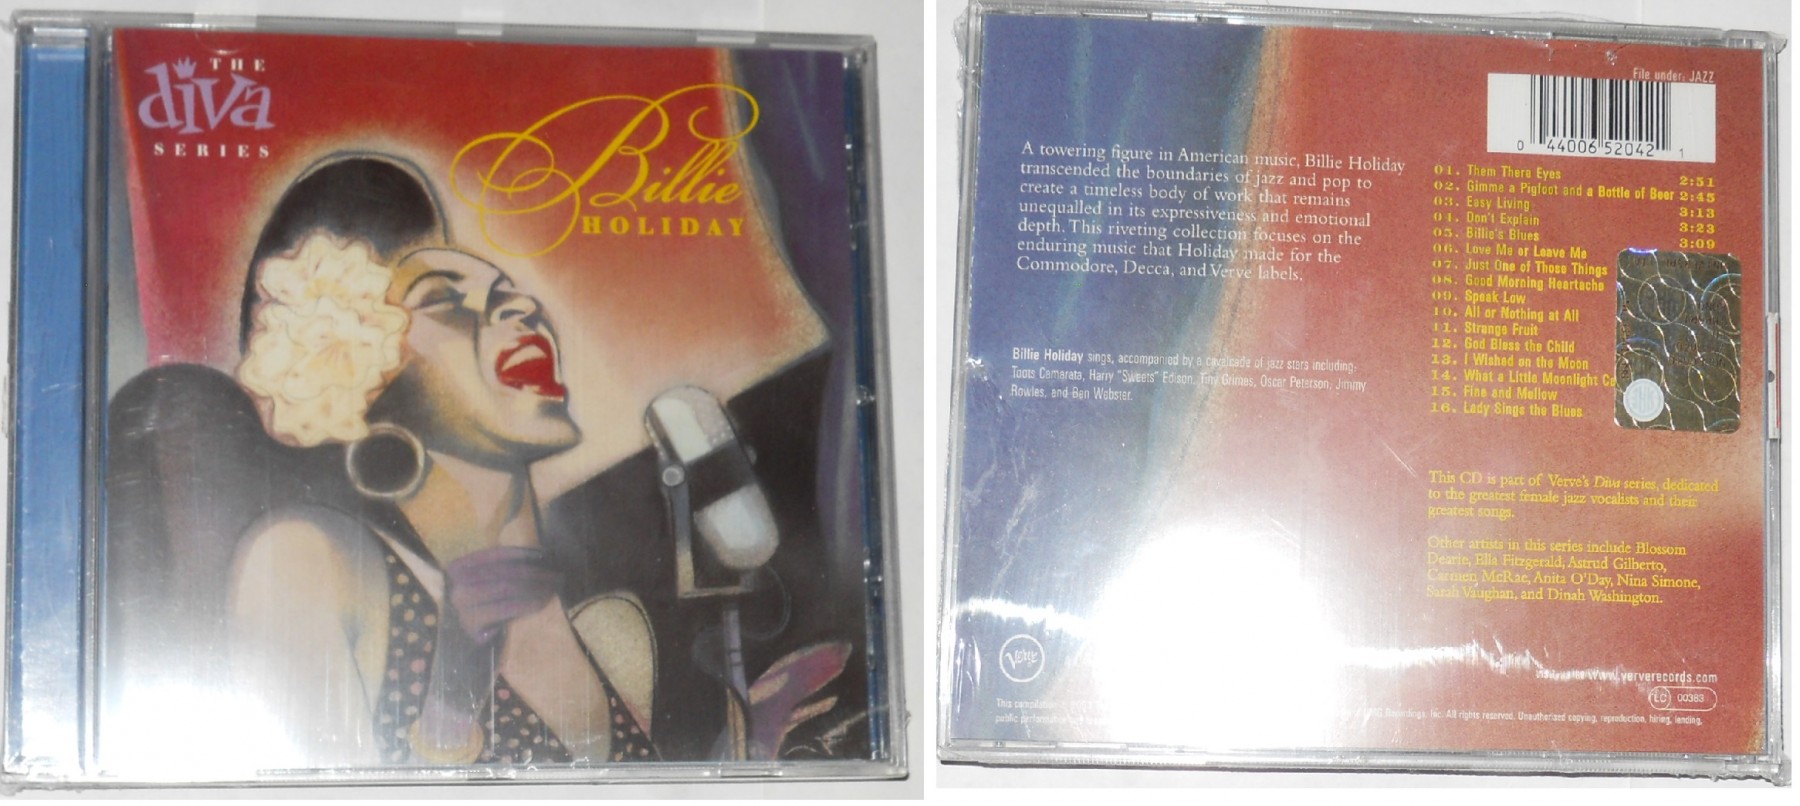 THE
diva
SERIES
Billie
HOLIDAY
File under: JAZZ
0 44006 52042 1
A towering figure in American music, Billie Holiday
transcended the boundaries of jazz and pop to
create a timeless body of work that remains
unequalled in its expressiveness and emotional
depth. This riveting collection focuses on the
enduring music that Holiday made for the
Commodore, Decca, and Verve labels.
Billie Holiday sings, accompanied by a cavalcade of jazz stars including:
Toots Camarata, Harry "Sweets" Edison, Tiny Grimes, Oscar Peterson, Jimmy
Rowles, and Ben Webster.
01. Them There Eyes 2:51
02. Gimme a Pigfoot and a Bottle of Beer 2:45
03. Easy Living 3:13
04. Don't Explain 3:23
05. Billie's Blues 3:09
06. Love Me or Leave Me
07. Just One of Those Things
08. Good Morning Heartache
09. Speak Low
10. All or Nothing at All
11. Strange Fruit
12. God Bless the Child
13. I Wished on the Moon
14. What a Little Moonlight Co
15. Fine and Mellow
16. Lady Sings the Blues
This CD is part of Verve's Diva series, dedicated
to the greatest female jazz vocalists and their
greatest songs.
Other artists in this series include Blossom
Dearie, Ella Fitzgerald, Astrud Gilberto,
Carmen McRae, Anita O'Day, Nina Simone,
Sarah Vaughan, and Dinah Washington.
Verve
www.ververecords.com
LC 00383
This compilation
Recordings, Inc. All rights reserved. Unauthorised copying, reproduction, hiring, lending,
public performance